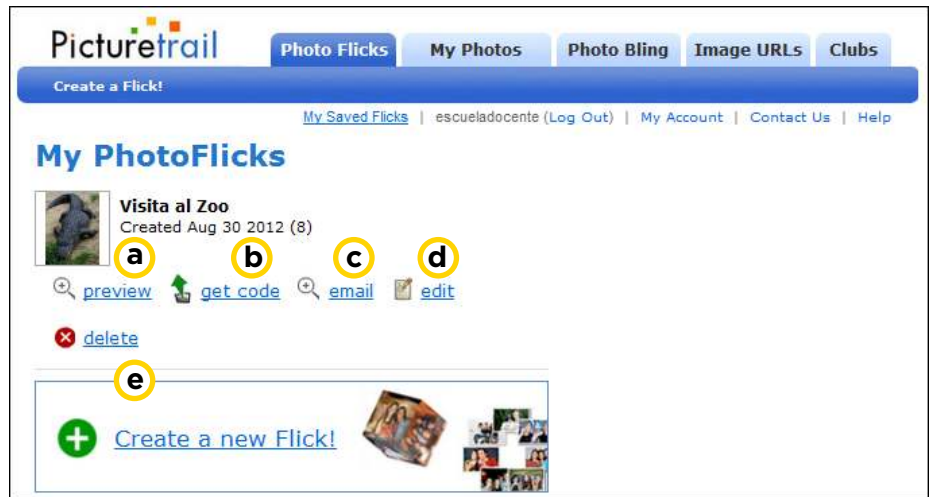 Picturetrail
Photo Flicks My Photos Photo Bling Image URLs Clubs
Create a Flick!
My Saved Flicks | escueladocente (Log Out) | My Account | Contact Us | Help
My PhotoFlicks
Visita al Zoo
Created Aug 30 2012 (8)
a b c d
preview get code email edit
delete
e
Create a new Flick!